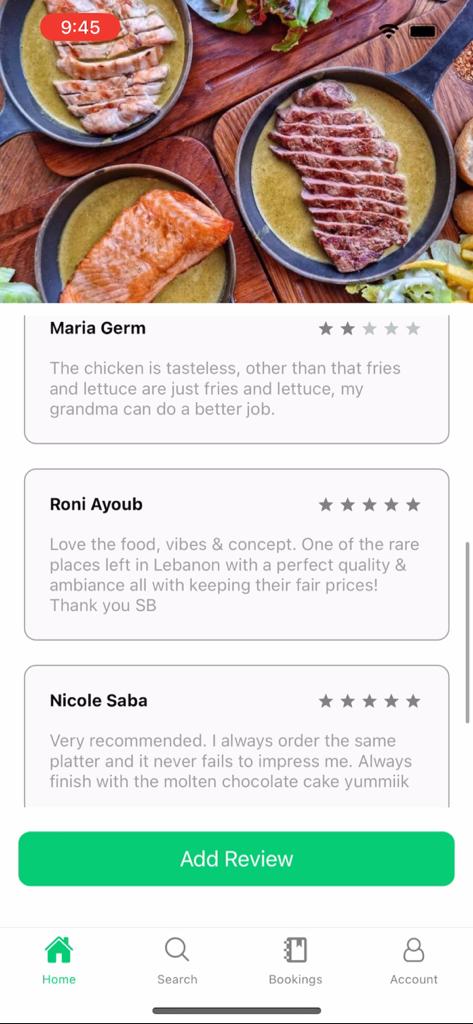 9:45
Maria Germ
The chicken is tasteless, other than that fries
and lettuce are just fries and lettuce, my
grandma can do a better job.
Roni Ayoub
Love the food, vibes & concept. One of the rare
places left in Lebanon with a perfect quality &
ambiance all with keeping their fair prices!
Thank you SB
Nicole Saba
Very recommended. I always order the same
platter and it never fails to impress me. Always
finish with the molten chocolate cake yummiik
Add Review
Home
Search
Bookings
Account